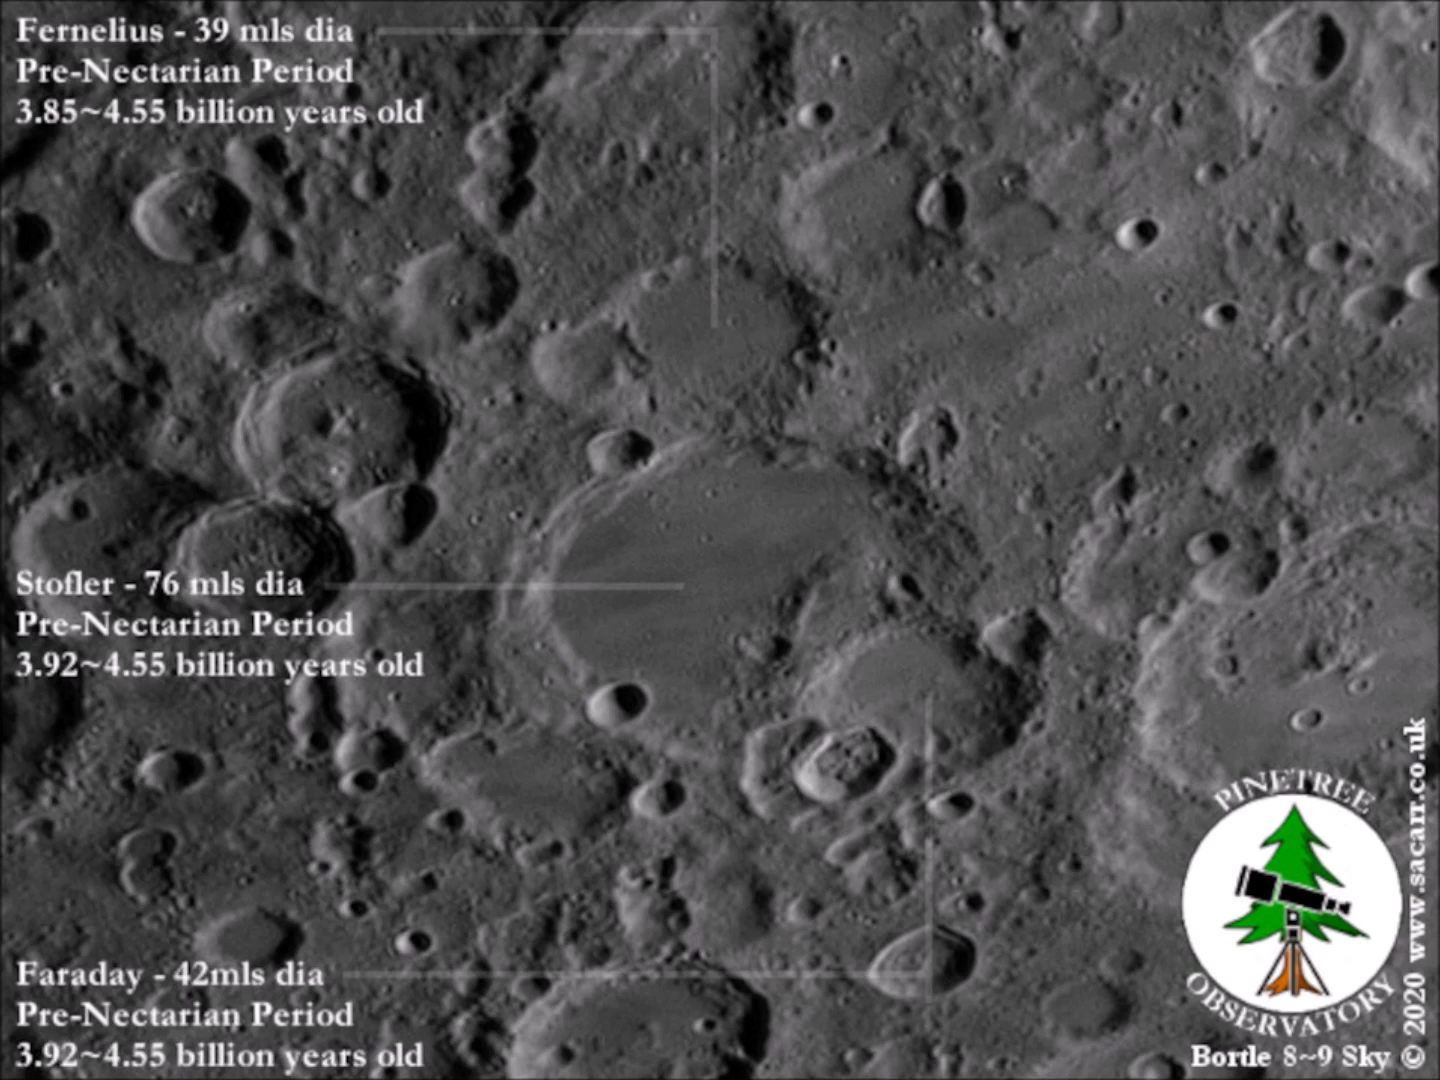 Fernelius - 39 mls dia
Pre-Nectarian Period
3.85~4.55 billion years old
Stofler - 76 mls dia
Pre-Nectarian Period
3.92~4.55 billion years old
Faraday - 42mls dia
Pre-Nectarian Period
3.92~4.55 billion years old
PINETREE
OBSERVATORY
Bortle 8~9 Sky © 2020 www.sacarr.co.uk